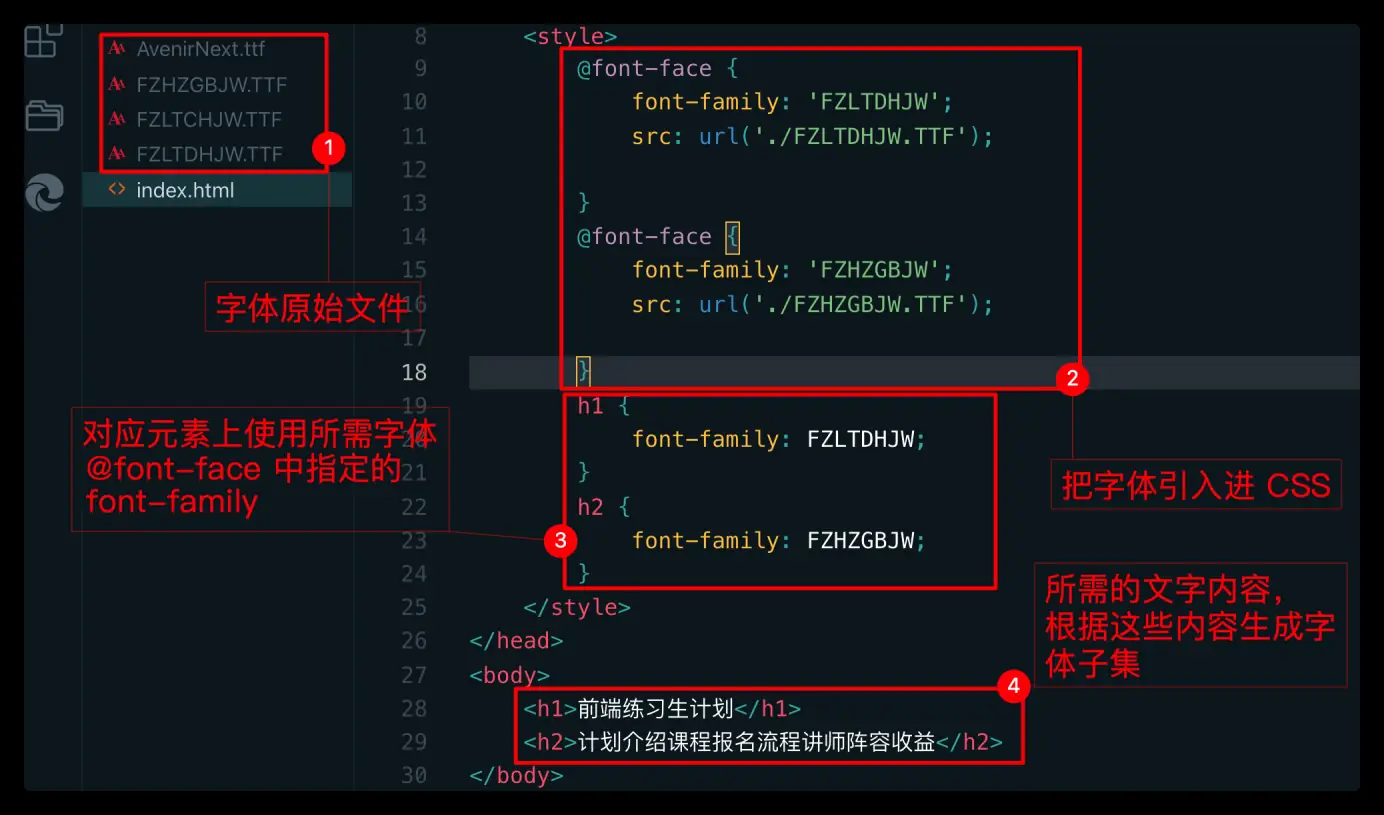 AvenirNext.ttf
FZHZGBJW.TTF
FZLTCHJW.TTF
FZLTDHJW.TTF
1
index.html
字体原始文件
对应元素上使用所需字体
@font-face 中指定的
font-family
8 <style>
9 @font-face {
10 font-family: 'FZLTDHJW';
11 src: url('./FZLTDHJW.TTF');
12
13 }
14 @font-face {
15 font-family: 'FZHZGBJW';
16 src: url('./FZHZGBJW.TTF');
17
18 }
2
19 h1 {
20 font-family: FZLTDHJW;
21 }
22 h2 {
23 font-family: FZHZGBJW;
3
24 }
25 </style>
26 </head>
27 <body>
28 <h1>前端练习生计划</h1>
29 <h2>计划介绍课程报名流程讲师阵容收益</h2>
30 </body>
把字体引入进 CSS
所需的文字内容，
根据这些内容生成字
体子集
4